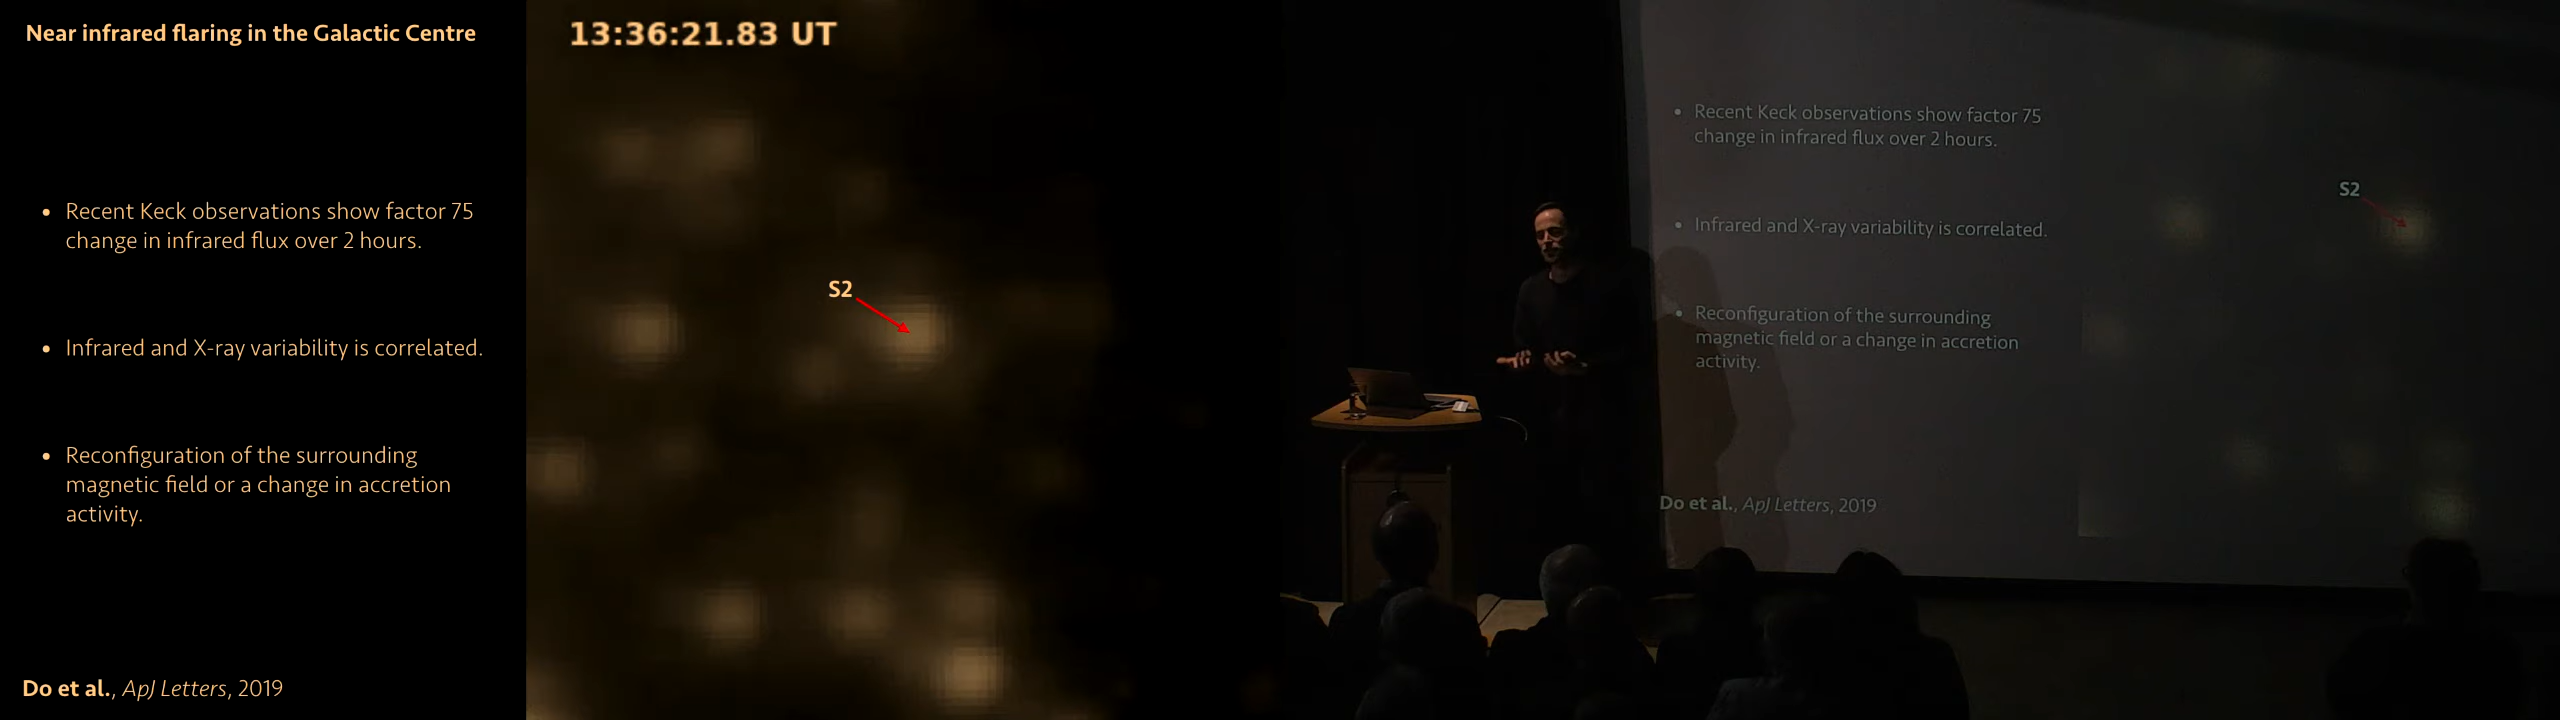 Near infrared flaring in the Galactic Centre
• Recent Keck observations show factor 75
change in infrared flux over 2 hours.
• Infrared and X-ray variability is correlated.
• Reconfiguration of the surrounding
magnetic field or a change in accretion
activity.
Do et al., ApJ Letters, 2019
13:36:21.83 UT
S2
• Recent Keck observations show factor 75
change in infrared flux over 2 hours.
• Infrared and X-ray variability is correlated.
• Reconfiguration of the surrounding
magnetic field or a change in accretion
activity.
Do et al., ApJ Letters, 2019
S2